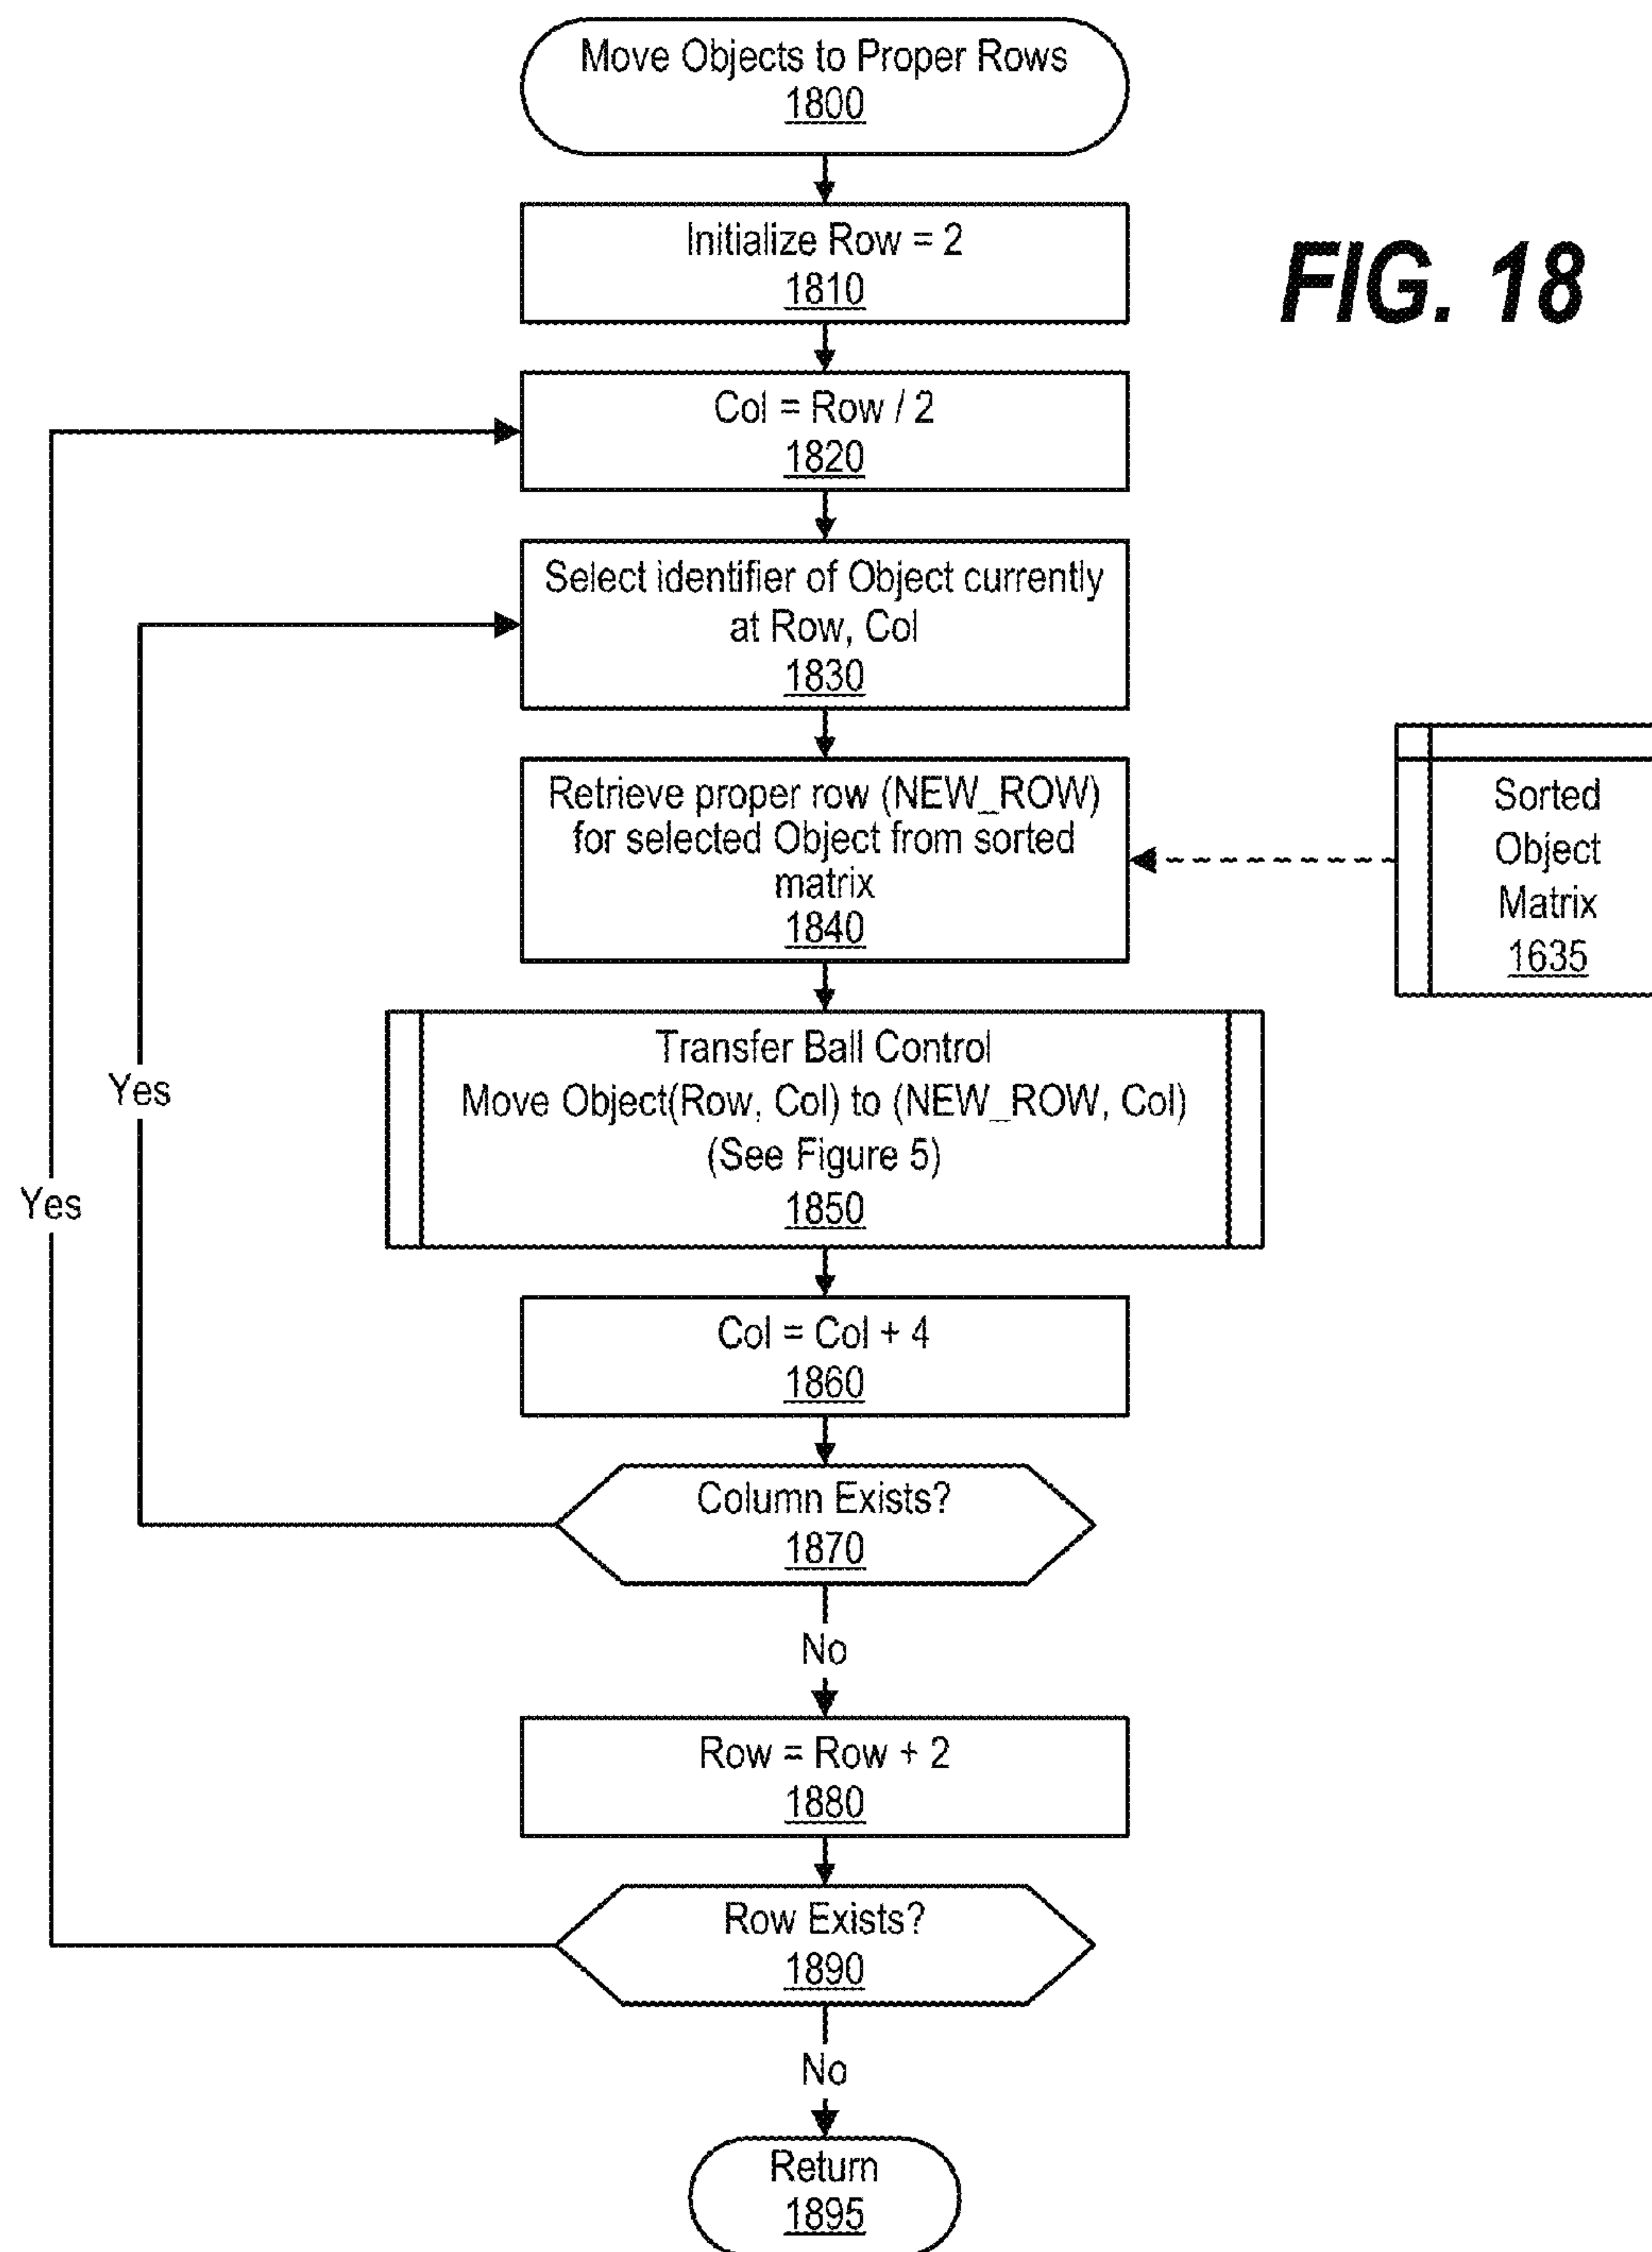 Move Objects to Proper Rows
1800
Initialize Row = 2
1810
FIG. 18
Col = Row / 2
1820
Select identifier of Object currently
at Row, Col
1830
Retrieve proper row (NEW_ROW)
for selected Object from sorted
matrix
1840
Sorted
Object
Matrix
1635
Transfer Ball Control
Move Object(Row, Col) to (NEW_ROW, Col)
(See Figure 5)
1850
Yes
Yes
Col = Col + 4
1860
Column Exists?
1870
No
Row = Row + 2
1880
Row Exists?
1890
No
Return
1895